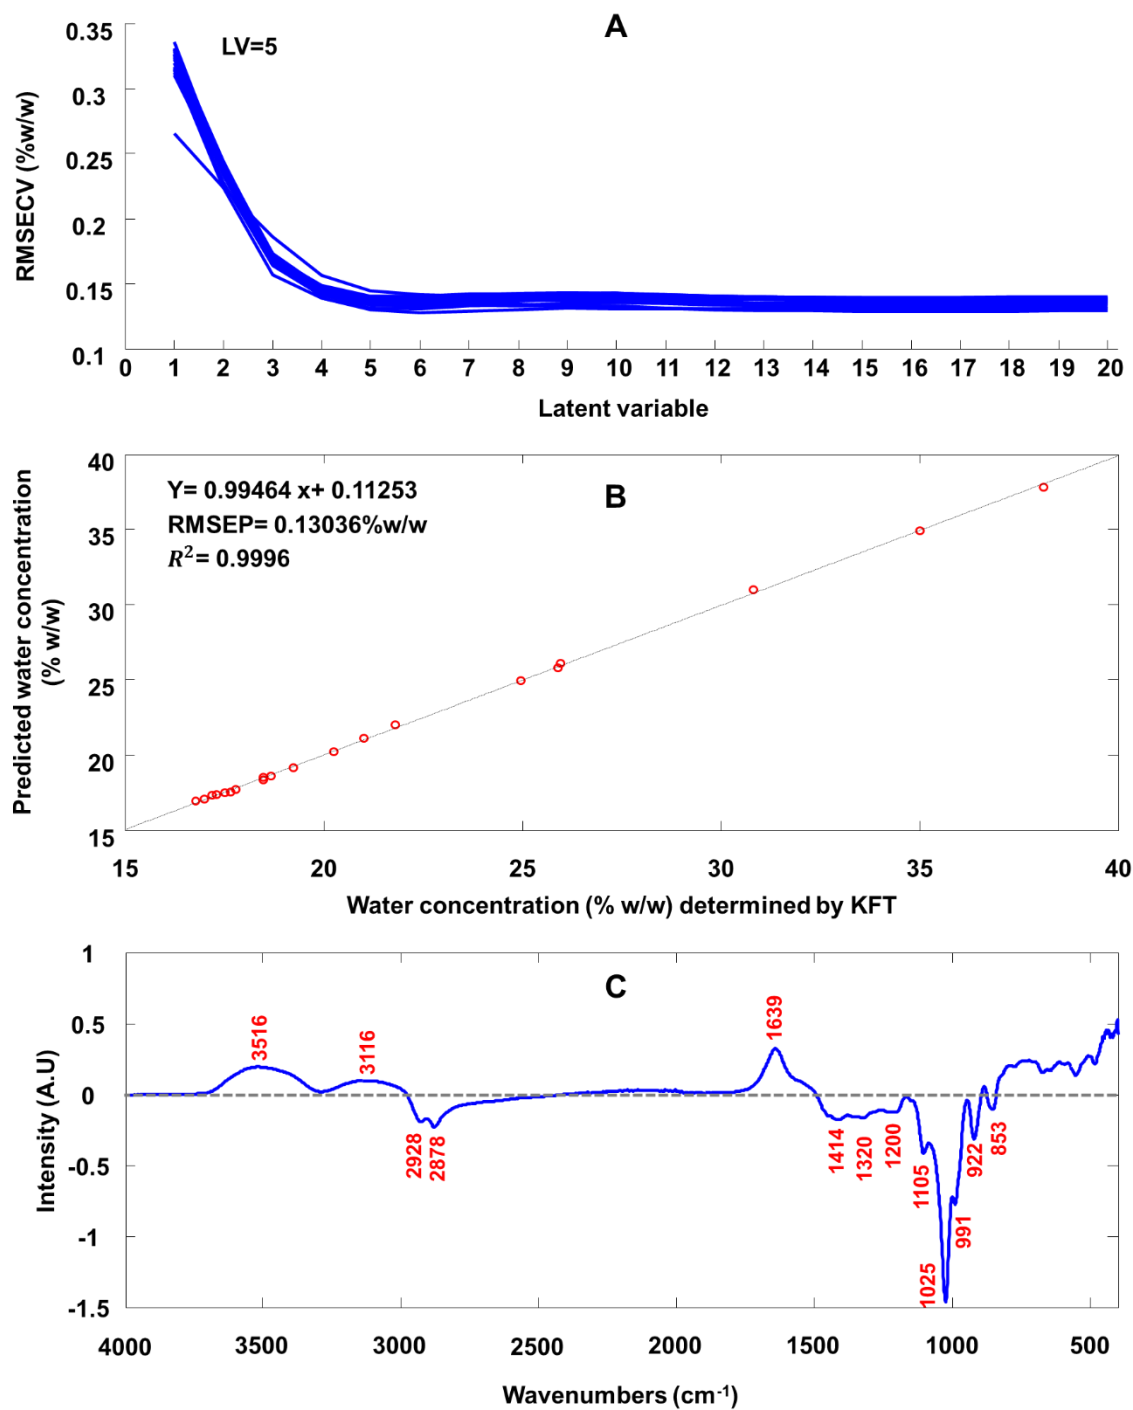 A
LV=5
RMSECV (%w/w)
0.35
0.3
0.25
0.2
0.15
0.1
0 1 2 3 4 5 6 7 8 9 10 11 12 13 14 15 16 17 18 19 20
Latent variable
B
Y= 0.99464 x+ 0.11253
RMSEP= 0.13036%w/w
R²= 0.9996
Predicted water concentration
(% w/w)
40
35
30
25
20
15
15 20 25 30 35 40
Water concentration (% w/w) determined by KFT
C
Intensity (A.U)
1
0.5
0
-0.5
-1
-1.5
3516
3116
2928
2878
1639
1414
1320
1200
1105
1025
991
922
853
4000 3500 3000 2500 2000 1500 1000 500
Wavenumbers (cm⁻¹)